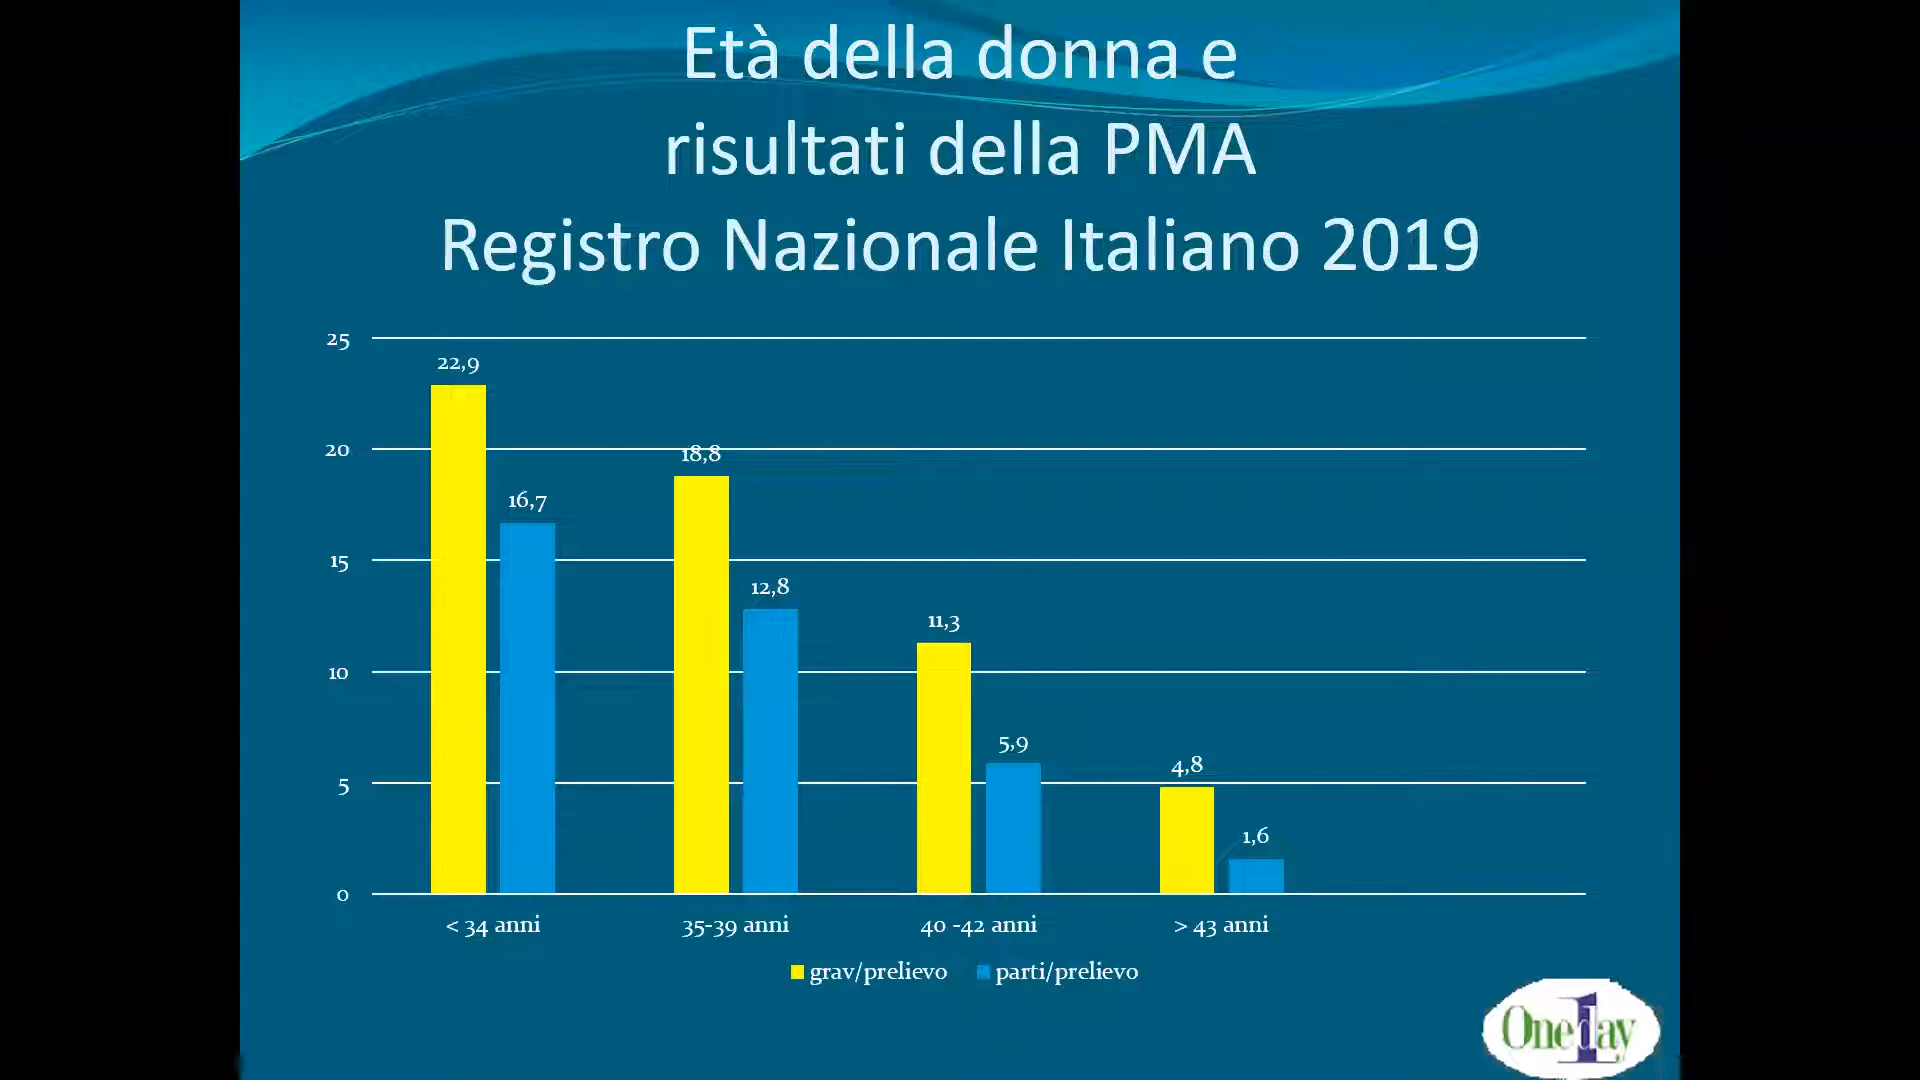 Età della donna e
risultati della PMA
Registro Nazionale Italiano 2019
25
22,9
20
18,8
16,7
15
12,8
11,3
10
5,9
5
4,8
1,6
0
< 34 anni
35-39 anni
40 -42 anni
> 43 anni
grav/prelievo
parti/prelievo
One1day